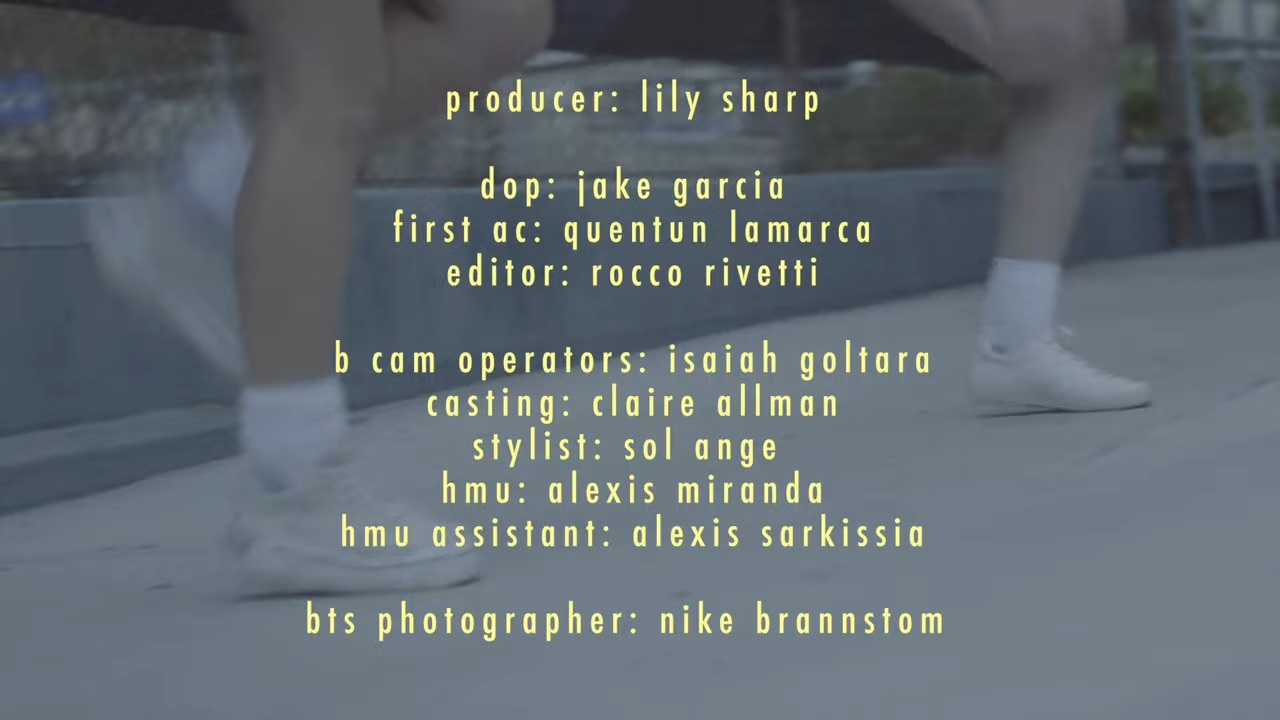 producer: lily sharp
dop: jake garcia
first ac: quentun lamarca
editor: rocco rivetti
b cam operators: isaiah goltara
casting: claire allman
stylist: sol ange
hmu: alexis miranda
hmu assistant: alexis sarkissia
bts photographer: nike brannstom